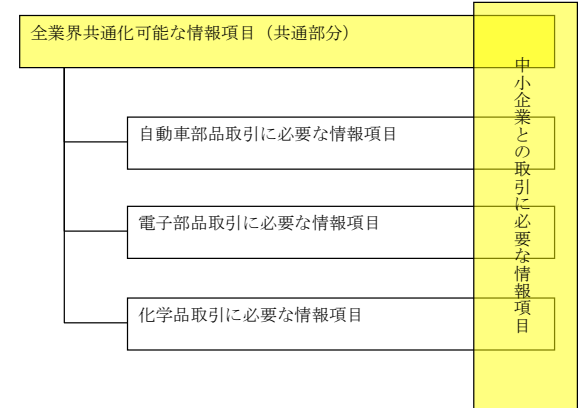 全業界共通化可能な情報項目（共通部分）
自動車部品取引に必要な情報項目
電子部品取引に必要な情報項目
化学品取引に必要な情報項目
中小企業との取引に必要な情報項目